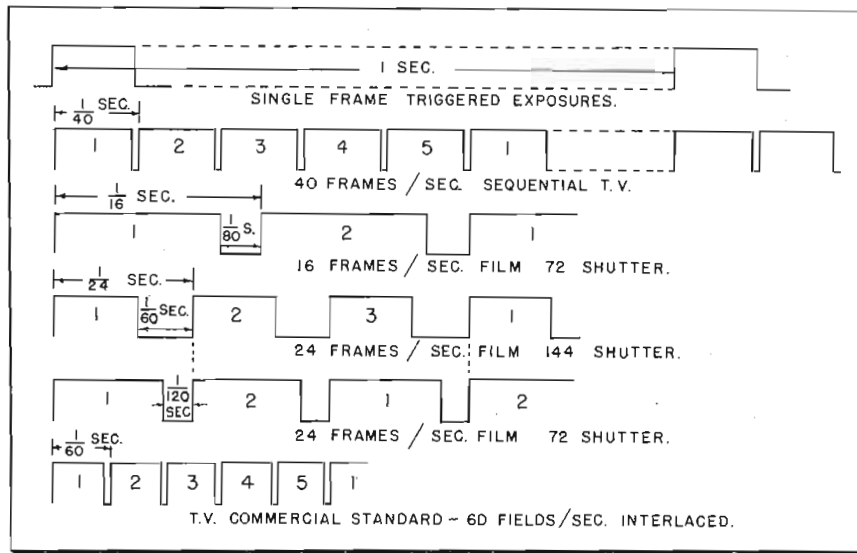 1 SEC.
SINGLE FRAME TRIGGERED EXPOSURES.
1/40 SEC.
1 2 3 4 5 1
40 FRAMES / SEC. SEQUENTIAL T.V.
1/16 SEC.
1 1/80 S. 2 1
16 FRAMES / SEC. FILM 72 SHUTTER.
1/24 SEC.
1 1/60 SEC. 2 3 1
24 FRAMES / SEC. FILM 144 SHUTTER.
1 1/120 SEC 2 1 2
24 FRAMES / SEC. FILM 72 SHUTTER.
1/60 SEC.
1 2 3 4 5 1
T.V. COMMERCIAL STANDARD - 6D FIELDS / SEC. INTERLACED.